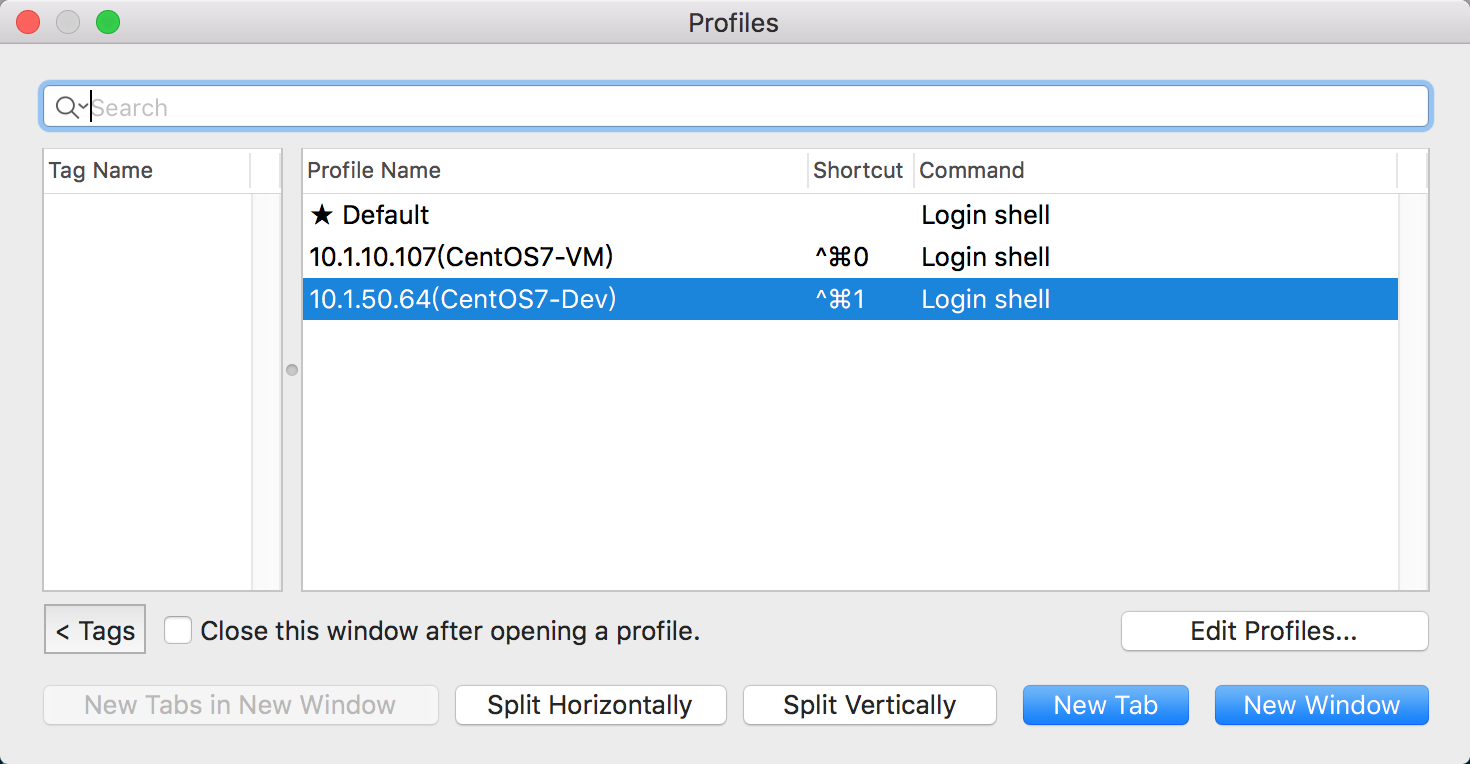 Profiles
Search
Tag Name
Profile Name Shortcut Command
★ Default Login shell
10.1.10.107(CentOS7-VM) ^⌘0 Login shell
10.1.50.64(CentOS7-Dev) ^⌘1 Login shell
< Tags
Close this window after opening a profile.
Edit Profiles...
New Tabs in New Window
Split Horizontally
Split Vertically
New Tab
New Window